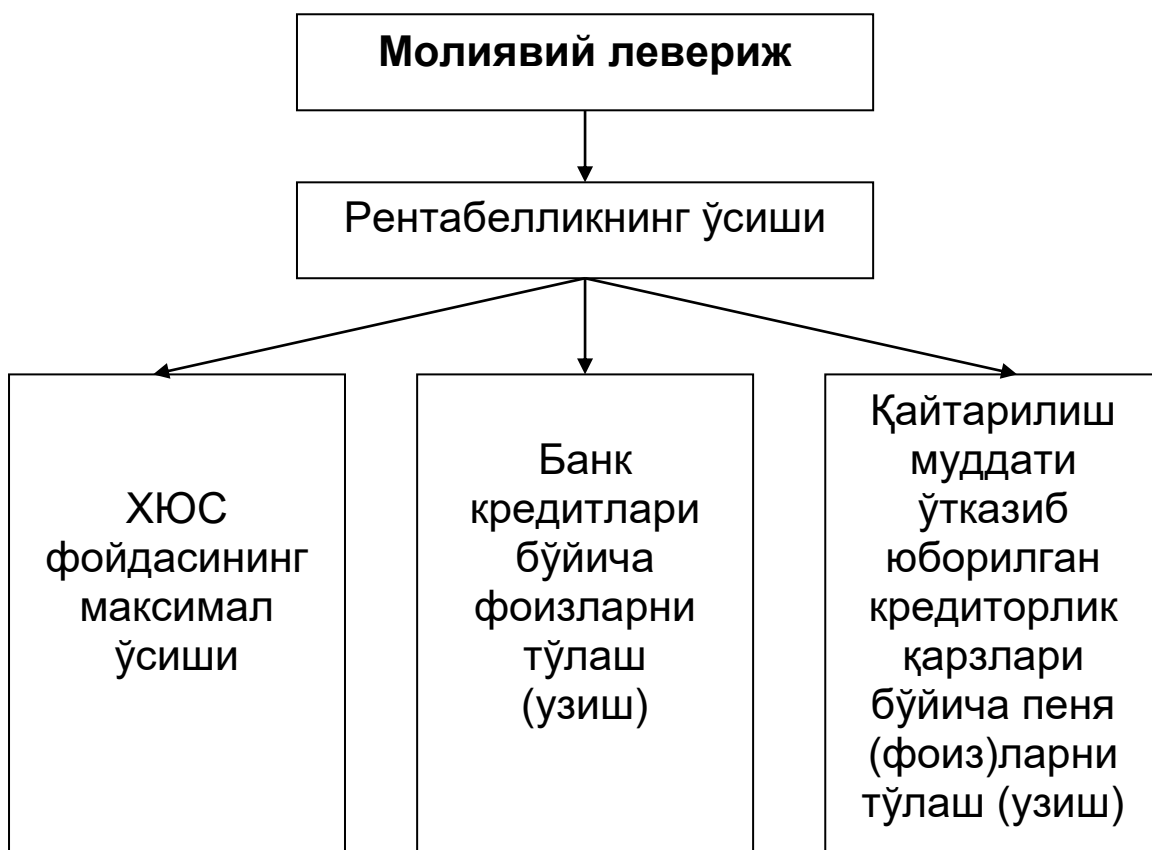 Молиявий левериж
Рентабелликнинг ўсиши
ХЮС
фойдасининг
максимал
ўсиши
Банк
кредитлари
бўйича
фоизларни
тўлаш
(узиш)
Қайтарилиш
муддати
ўтказиб
юборилган
кредиторлик
қарзлари
бўйича пеня
(фоиз)ларни
тўлаш (узиш)